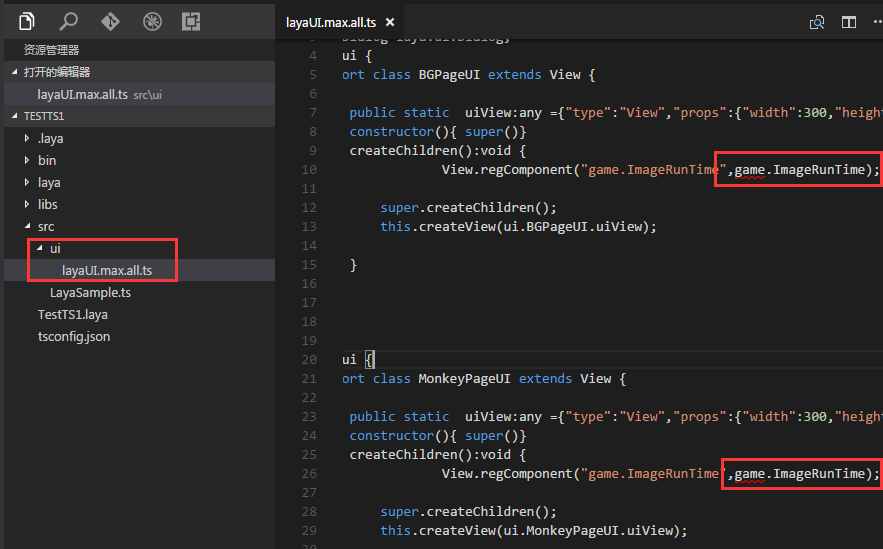 layaUI.max.all.ts ×
资源管理器
打开的编辑器
layaUI.max.all.ts src\ui
TESTTS1
.laya
bin
laya
libs
src
ui
layaUI.max.all.ts
LayaSample.ts
TestTS1.laya
tsconfig.json
4 ui {
5 ort class BGPageUI extends View {
6
7 public static  uiView:any ={"type":"View","props":{"width":300,"height
8 constructor(){ super()}
9 createChildren():void {
10 View.regComponent("game.ImageRunTime",game.ImageRunTime);
11
12 super.createChildren();
13 this.createView(ui.BGPageUI.uiView);
14
15 }
16
17
18
19
20 ui {
21 ort class MonkeyPageUI extends View {
22
23 public static  uiView:any ={"type":"View","props":{"width":300,"height
24 constructor(){ super()}
25 createChildren():void {
26 View.regComponent("game.ImageRunTime",game.ImageRunTime);
27
28 super.createChildren();
29 this.createView(ui.MonkeyPageUI.uiView);